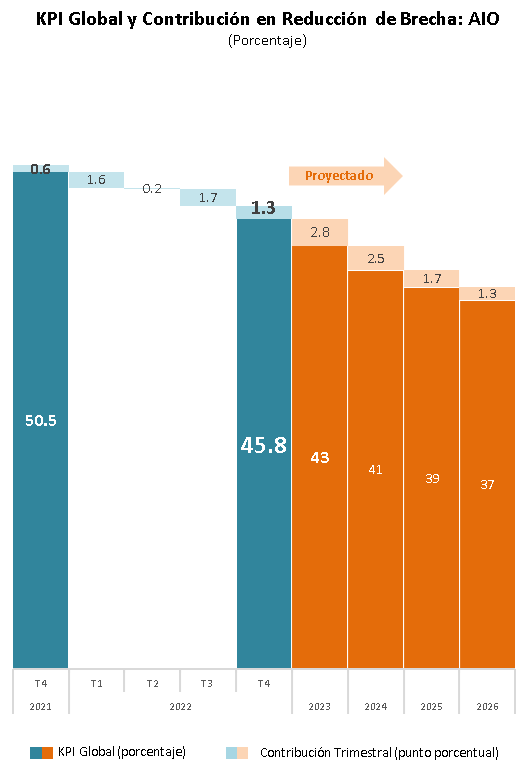 KPI Global y Contribución en Reducción de Brecha: AIO
(Porcentaje)
0.6
1.6
0.2
1.7
1.3
Proyectado
2.8
2.5
1.7
1.3
50.5
45.8
43
41
39
37
T4
T1
T2
T3
T4
2021
2022
2023
2024
2025
2026
KPI Global (porcentaje)
Contribución Trimestral (punto porcentual)